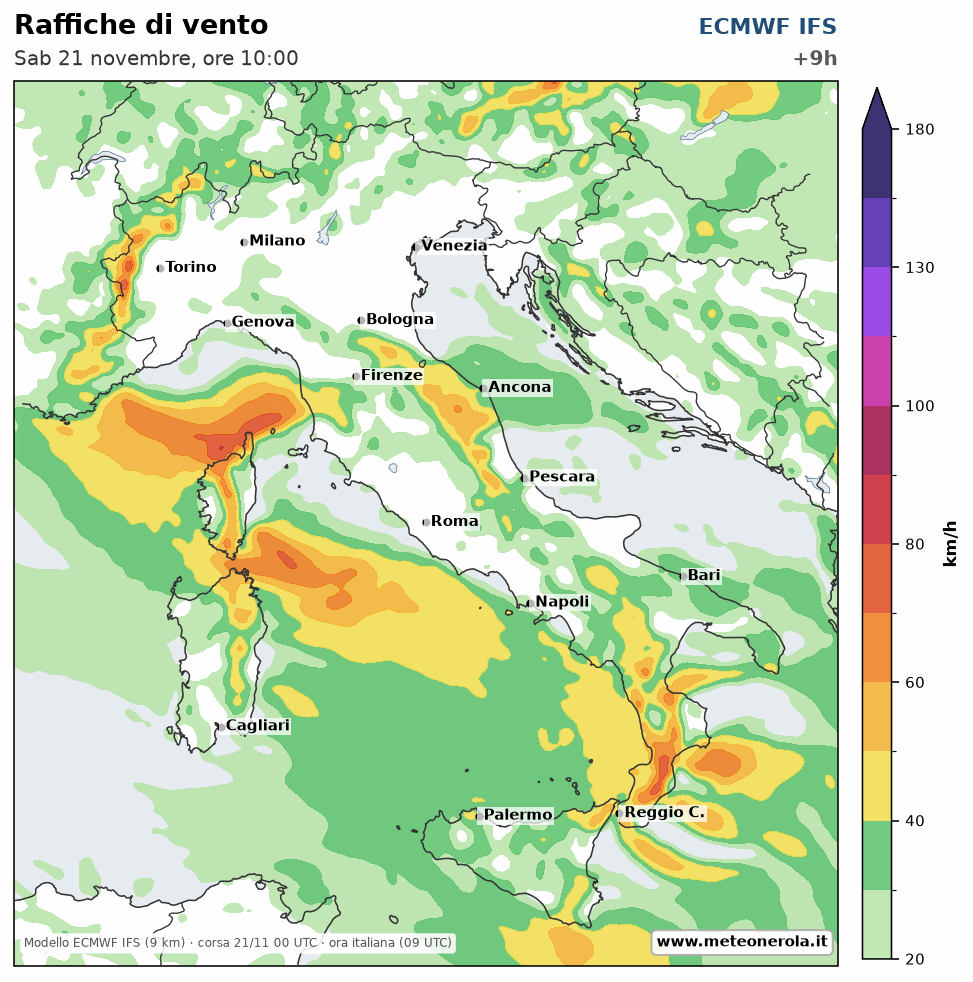 Raffiche di vento
ECMWF IFS
Sab 21 novembre, ore 10:00
+9h
Milano
Venezia
Torino
Genova
Bologna
Firenze
Ancona
Pescara
Roma
Bari
Napoli
Cagliari
Palermo
Reggio C.
180
130
100
80
60
40
20
km/h
Modello ECMWF IFS (9 km) · corsa 21/11 00 UTC · ora italiana (09 UTC)
www.meteonerola.it